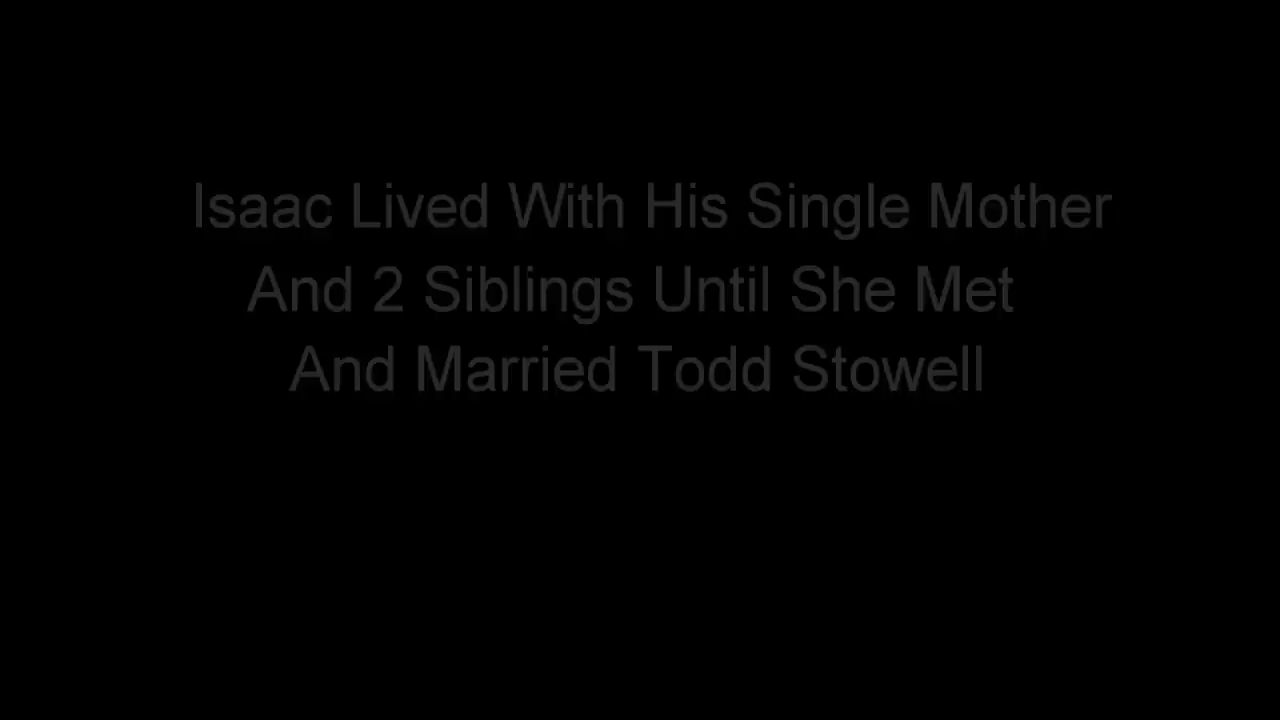 Isaac Lived With His Single Mother
And 2 Siblings Until She Met
And Married Todd Stowell